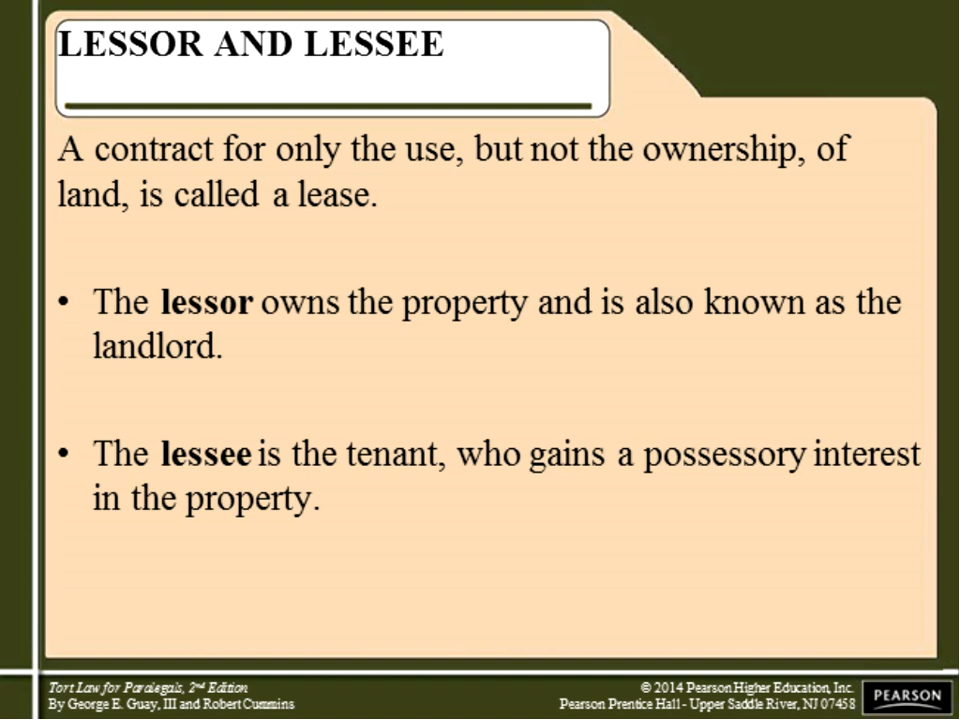 LESSOR AND LESSEE
A contract for only the use, but not the ownership, of
land, is called a lease.
• The lessor owns the property and is also known as the
landlord.
• The lessee is the tenant, who gains a possessory interest
in the property.
Tort Law for Paralegals, 2nd Edition
By George E. Guay, III and Robert Cummins
© 2014 Pearson Higher Education, Inc.
Pearson Prentice Hall - Upper Saddle River, NJ 07458
PEARSON